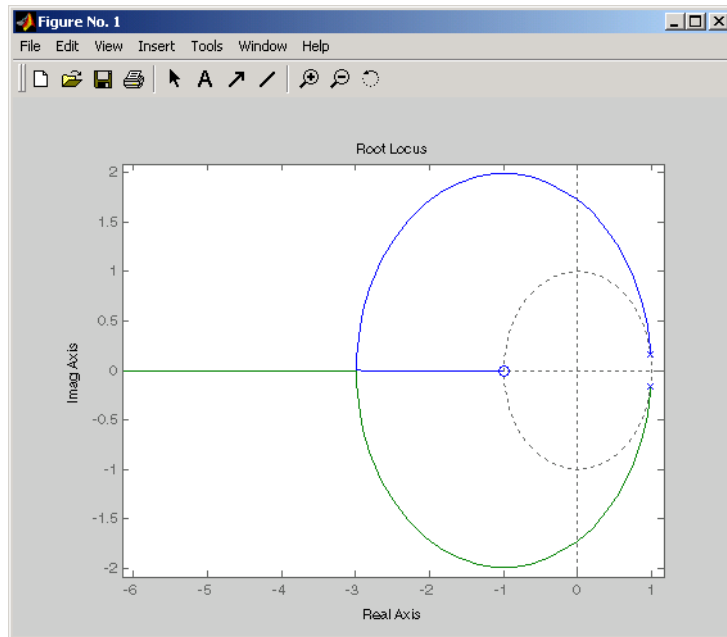 Figure No. 1
File Edit View Insert Tools Window Help
A
Root Locus
2
1.5
1
0.5
0
-0.5
-1
-1.5
-2
Imag Axis
-6 -5 -4 -3 -2 -1 0 1
Real Axis